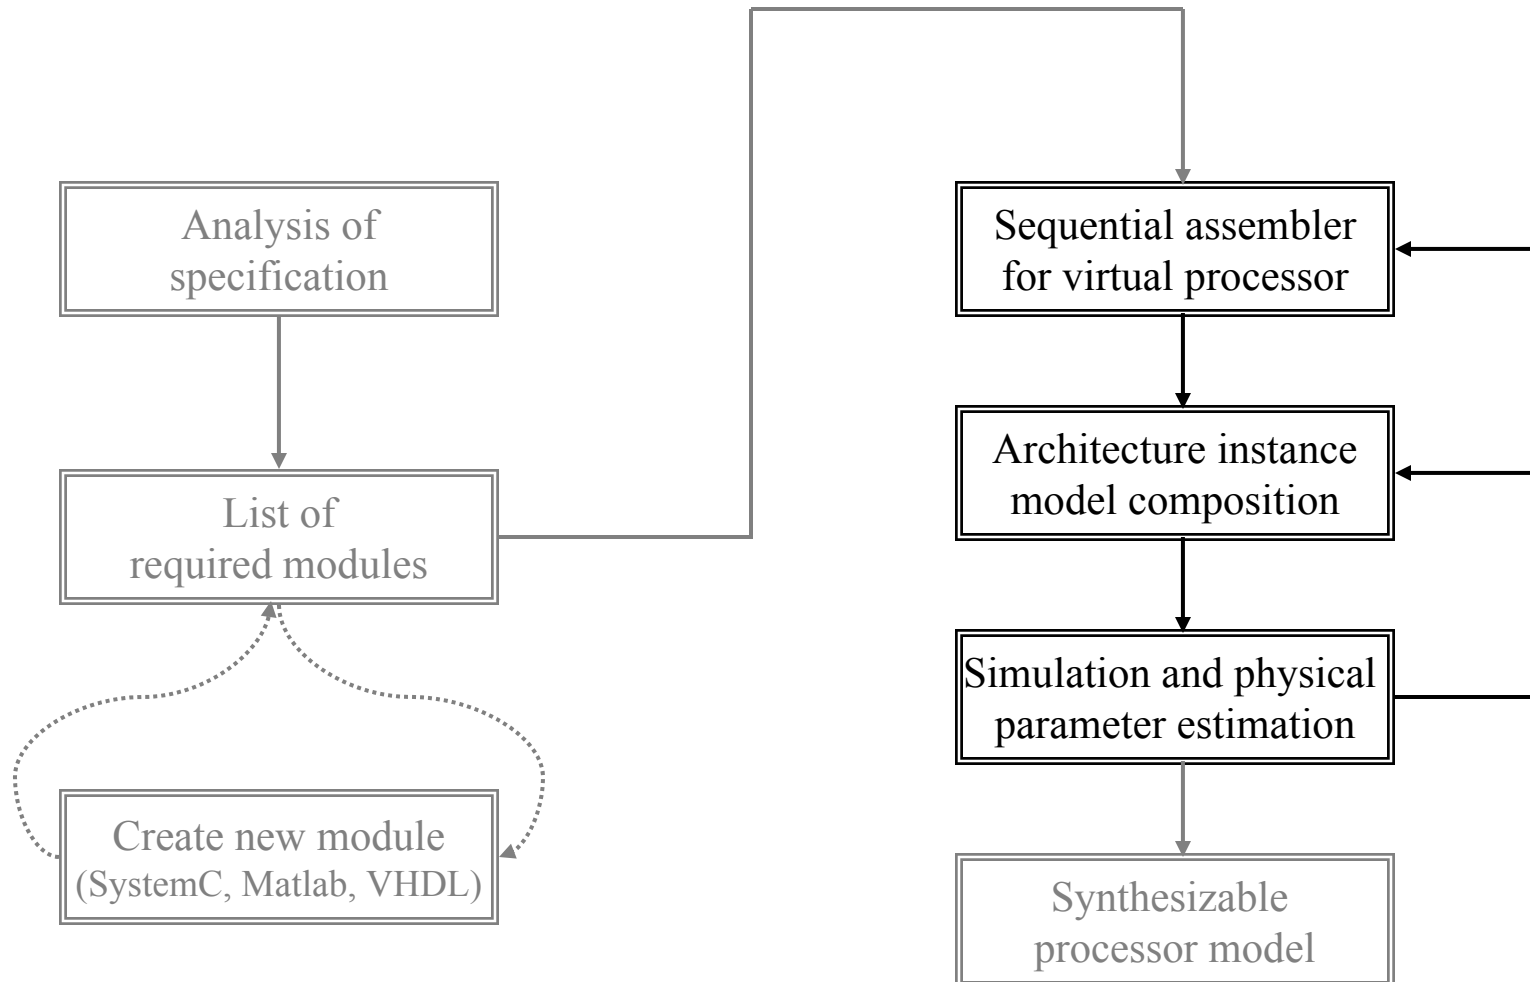 Analysis of
specification
List of
required modules
Create new module
(SystemC, Matlab, VHDL)
Sequential assembler
for virtual processor
Architecture instance
model composition
Simulation and physical
parameter estimation
Synthesizable
processor model